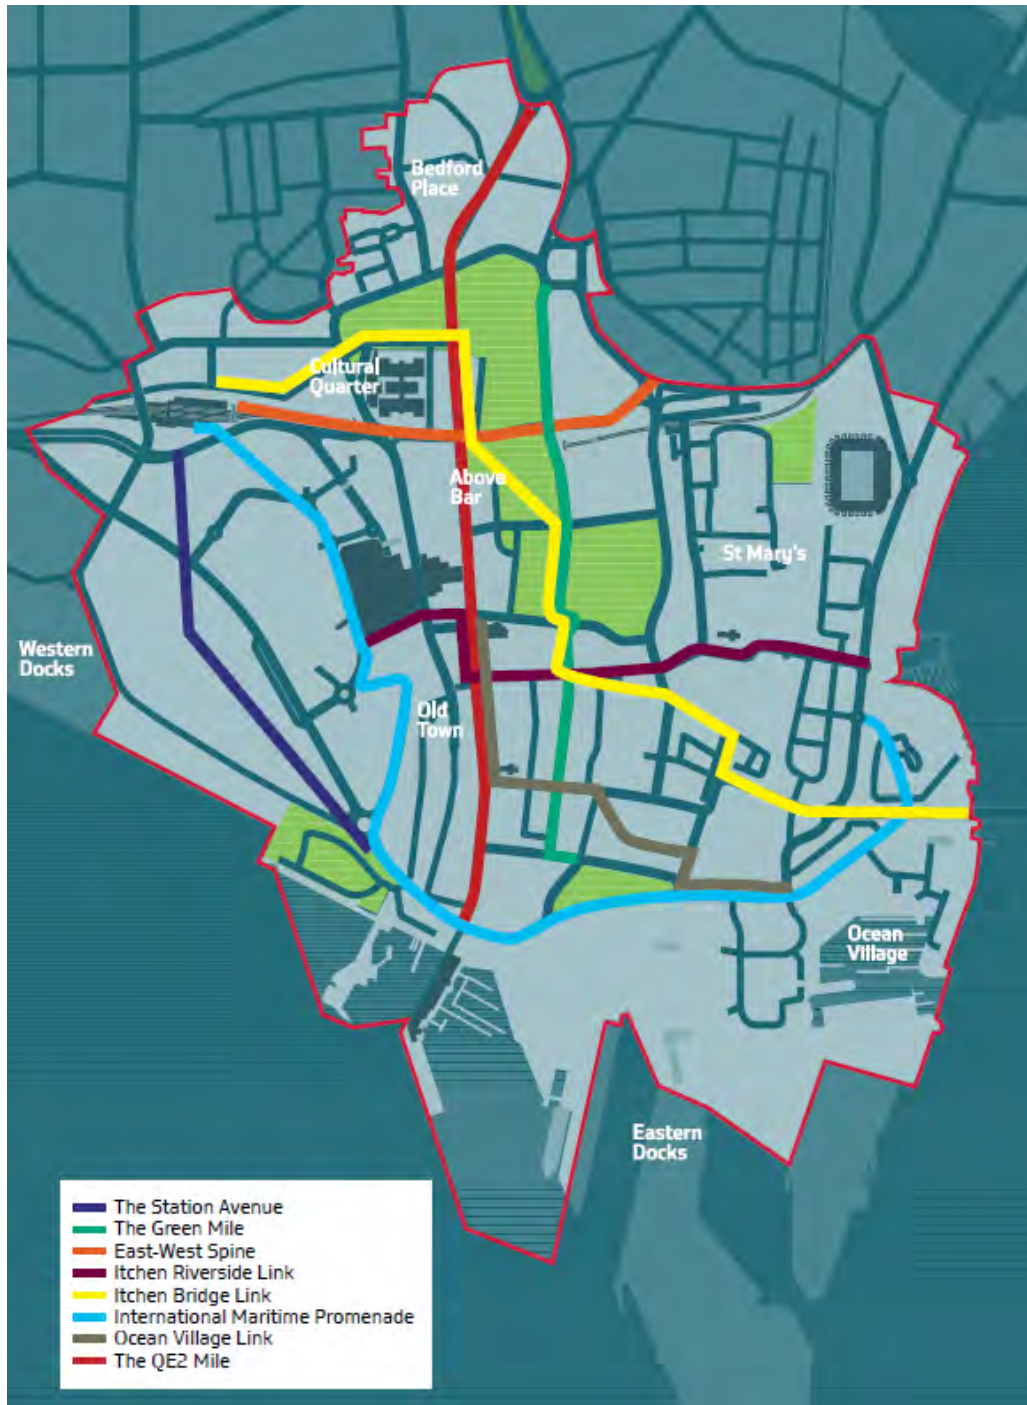 Bedford
Place
Cultural
Quarter
Above
Bar
St Mary's
Western
Docks
Old
Town
Ocean
Village
Eastern
Docks
The Station Avenue
The Green Mile
East-West Spine
Itchen Riverside Link
Itchen Bridge Link
International Maritime Promenade
Ocean Village Link
The QE2 Mile